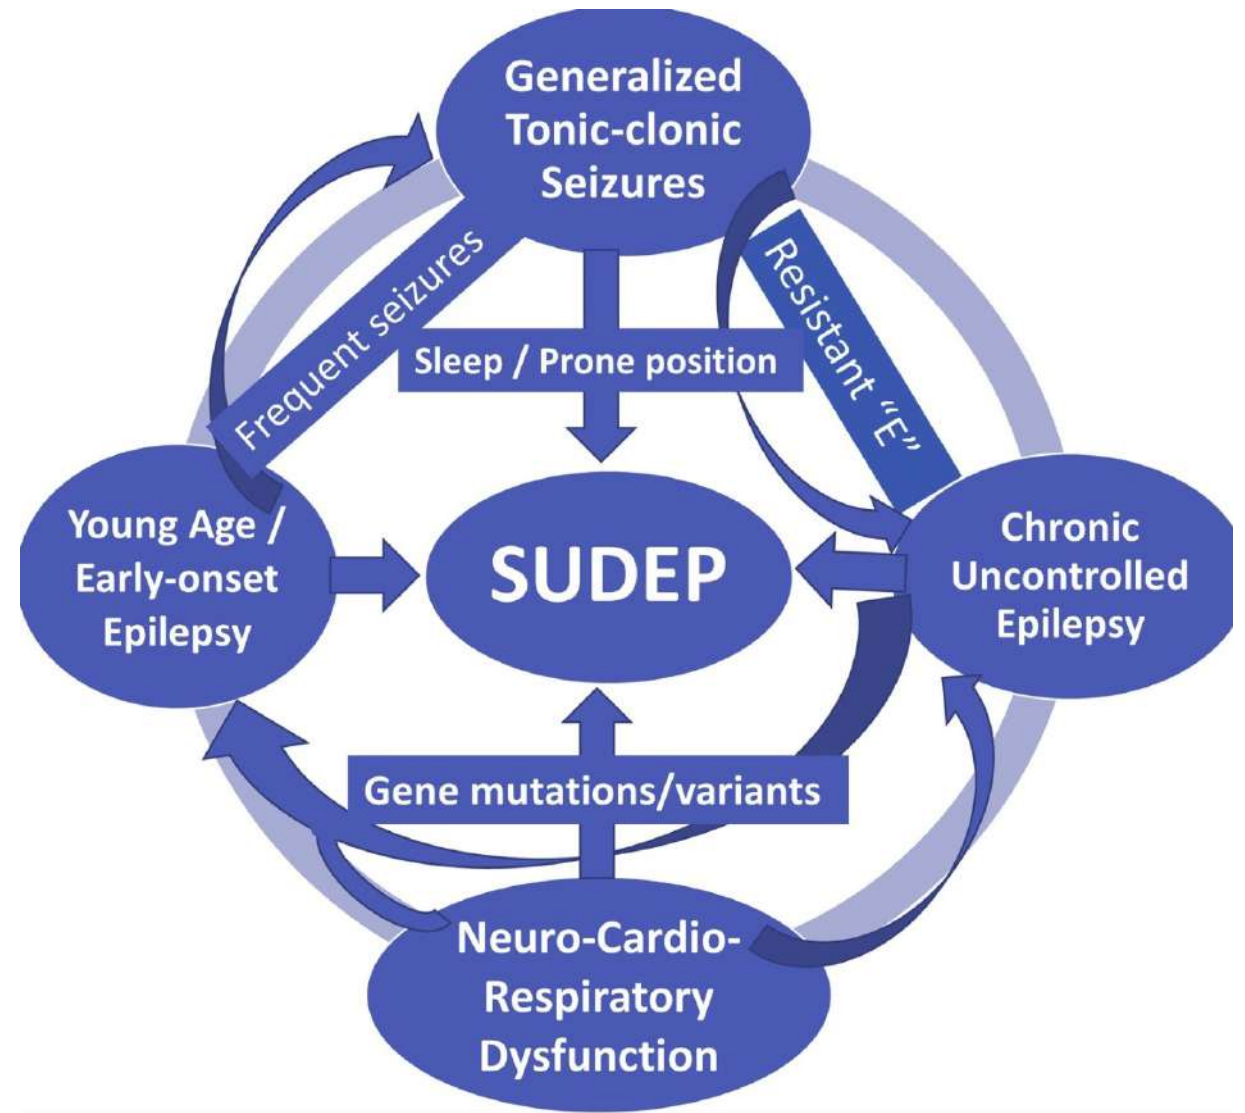 Generalized
Tonic-clonic
Seizures
Frequent seizures
Resistant “E”
Sleep / Prone position
Young Age /
Early-onset
Epilepsy
SUDEP
Chronic
Uncontrolled
Epilepsy
Gene mutations/variants
Neuro-Cardio-
Respiratory
Dysfunction